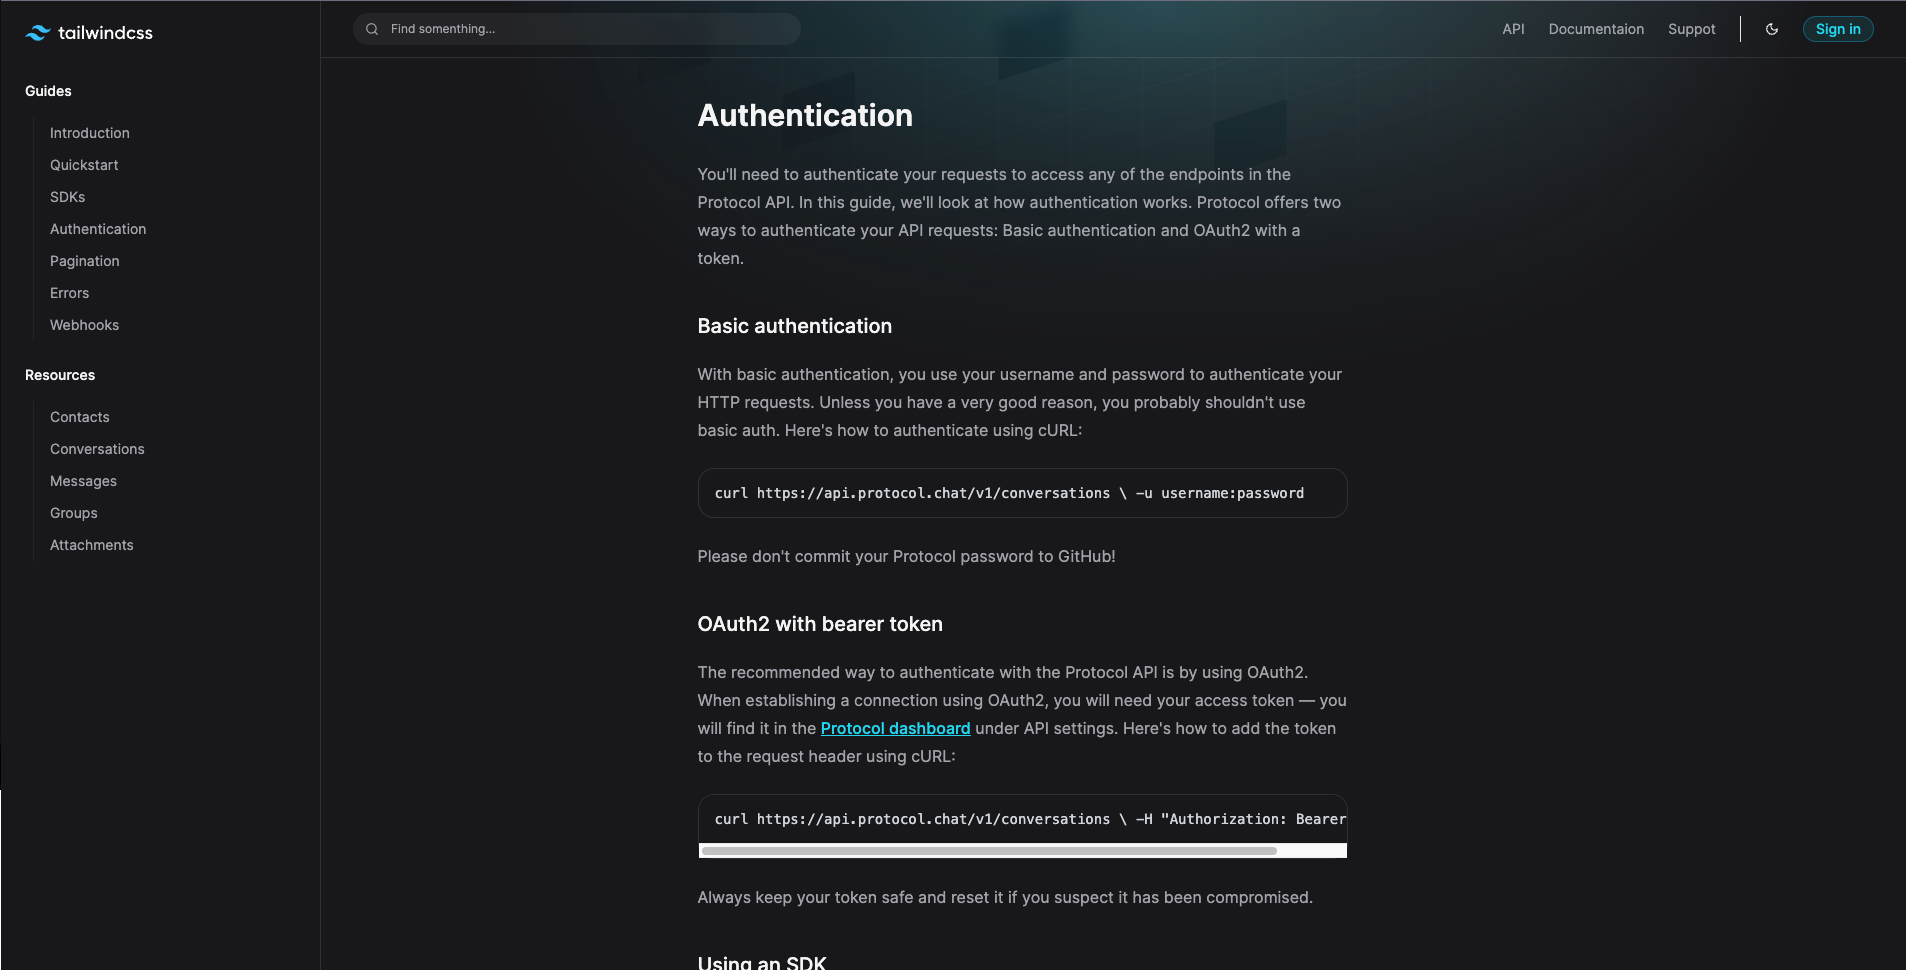 tailwindcss
Find somenthing...
API
Documentaion
Suppot
Sign in
Guides
Introduction
Quickstart
SDKs
Authentication
Pagination
Errors
Webhooks
Resources
Contacts
Conversations
Messages
Groups
Attachments
Authentication
You'll need to authenticate your requests to access any of the endpoints in the
Protocol API. In this guide, we'll look at how authentication works. Protocol offers two
ways to authenticate your API requests: Basic authentication and OAuth2 with a
token.
Basic authentication
With basic authentication, you use your username and password to authenticate your
HTTP requests. Unless you have a very good reason, you probably shouldn't use
basic auth. Here's how to authenticate using cURL:
curl https://api.protocol.chat/v1/conversations \ -u username:password
Please don't commit your Protocol password to GitHub!
OAuth2 with bearer token
The recommended way to authenticate with the Protocol API is by using OAuth2.
When establishing a connection using OAuth2, you will need your access token — you
will find it in the Protocol dashboard under API settings. Here's how to add the token
to the request header using cURL:
curl https://api.protocol.chat/v1/conversations \ -H "Authorization: Bearer
Always keep your token safe and reset it if you suspect it has been compromised.
Using an SDK